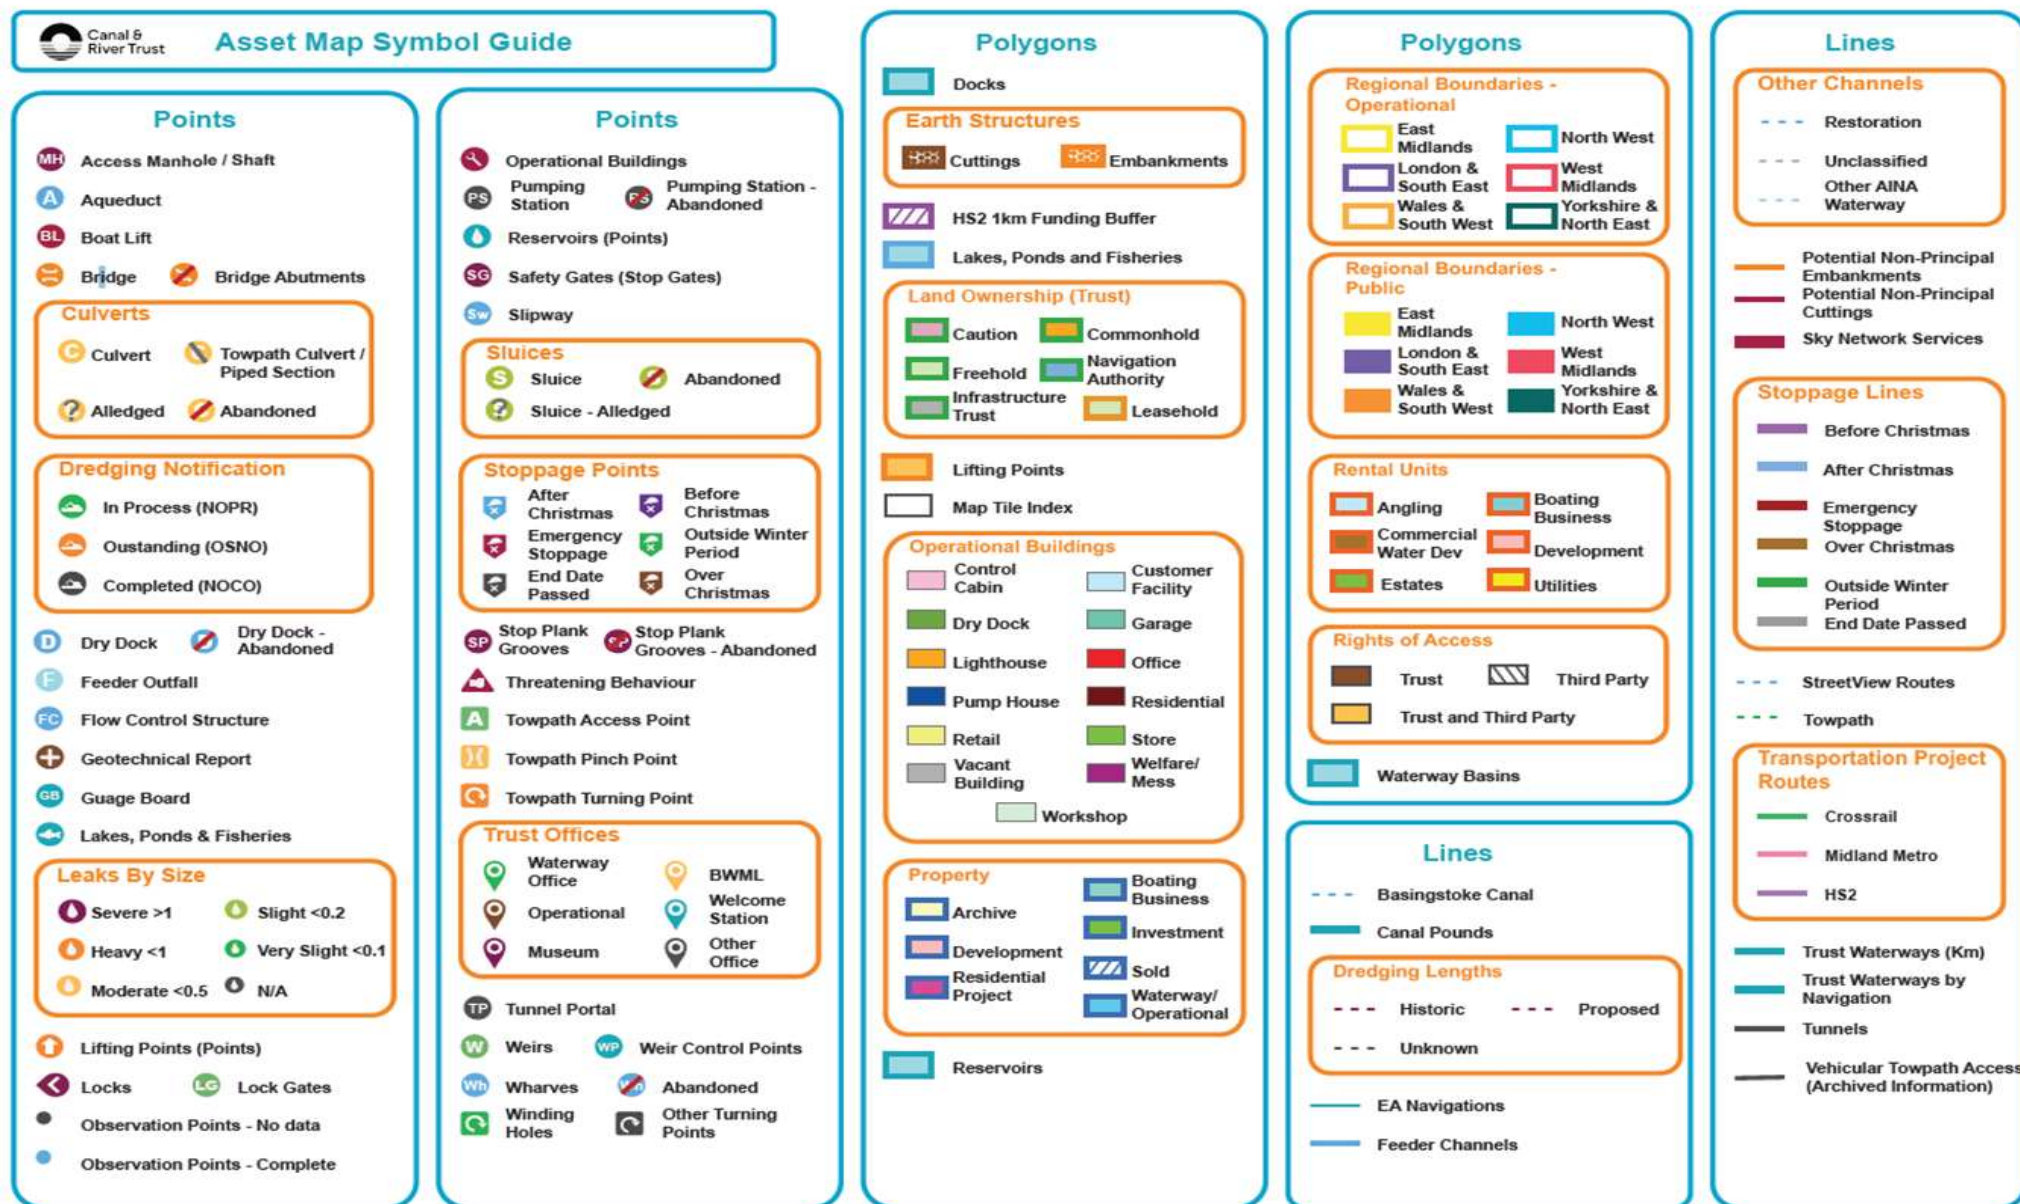 Canal &
River Trust
Asset Map Symbol Guide
Points
MH Access Manhole / Shaft
A Aqueduct
BL Boat Lift
Bridge
Bridge Abutments
Culverts
C Culvert
Towpath Culvert /
Piped Section
? Alledged
Abandoned
Dredging Notification
In Process (NOPR)
Oustanding (OSNO)
Completed (NOCO)
D Dry Dock
Dry Dock -
Abandoned
F Feeder Outfall
FC Flow Control Structure
Geotechnical Report
GB Guage Board
Lakes, Ponds & Fisheries
Leaks By Size
Severe >1
Slight <0.2
Heavy <1
Very Slight <0.1
Moderate <0.5
N/A
Lifting Points (Points)
Locks
LG Lock Gates
Observation Points - No data
Observation Points - Complete
Points
Operational Buildings
PS Pumping
Station
PS Pumping Station -
Abandoned
Reservoirs (Points)
SG Safety Gates (Stop Gates)
Sw Slipway
Sluices
S Sluice
Abandoned
? Sluice - Alledged
Stoppage Points
After
Christmas
Before
Christmas
Emergency
Stoppage
Outside Winter
Period
End Date
Passed
Over
Christmas
SP Stop Plank
Grooves
Stop Plank
Grooves - Abandoned
Threatening Behaviour
A Towpath Access Point
Towpath Pinch Point
Towpath Turning Point
Trust Offices
Waterway
Office
BWML
Operational
Welcome
Station
Museum
Other
Office
TP Tunnel Portal
W Weirs
WP Weir Control Points
Wh Wharves
Wh Abandoned
Winding
Holes
Other Turning
Points
Polygons
Docks
Earth Structures
Cuttings
Embankments
HS2 1km Funding Buffer
Lakes, Ponds and Fisheries
Land Ownership (Trust)
Caution
Commonhold
Freehold
Navigation
Authority
Infrastructure
Trust
Leasehold
Lifting Points
Map Tile Index
Operational Buildings
Control
Cabin
Customer
Facility
Dry Dock
Garage
Lighthouse
Office
Pump House
Residential
Retail
Store
Vacant
Building
Welfare/
Mess
Workshop
Property
Archive
Boating
Business
Development
Investment
Residential
Project
Sold
Waterway/
Operational
Reservoirs
Polygons
Regional Boundaries -
Operational
East
Midlands
North West
London &
South East
West
Midlands
Wales &
South West
Yorkshire &
North East
Regional Boundaries -
Public
East
Midlands
North West
London &
South East
West
Midlands
Wales &
South West
Yorkshire &
North East
Rental Units
Angling
Boating
Business
Commercial
Water Dev
Development
Estates
Utilities
Rights of Access
Trust
Third Party
Trust and Third Party
Waterway Basins
Lines
Basingstoke Canal
Canal Pounds
Dredging Lengths
Historic
Proposed
Unknown
EA Navigations
Feeder Channels
Lines
Other Channels
Restoration
Unclassified
Other AINA
Waterway
Potential Non-Principal
Embankments
Potential Non-Principal
Cuttings
Sky Network Services
Stoppage Lines
Before Christmas
After Christmas
Emergency
Stoppage
Over Christmas
Outside Winter
Period
End Date Passed
StreetView Routes
Towpath
Transportation Project
Routes
Crossrail
Midland Metro
HS2
Trust Waterways (Km)
Trust Waterways by
Navigation
Tunnels
Vehicular Towpath Access
(Archived Information)